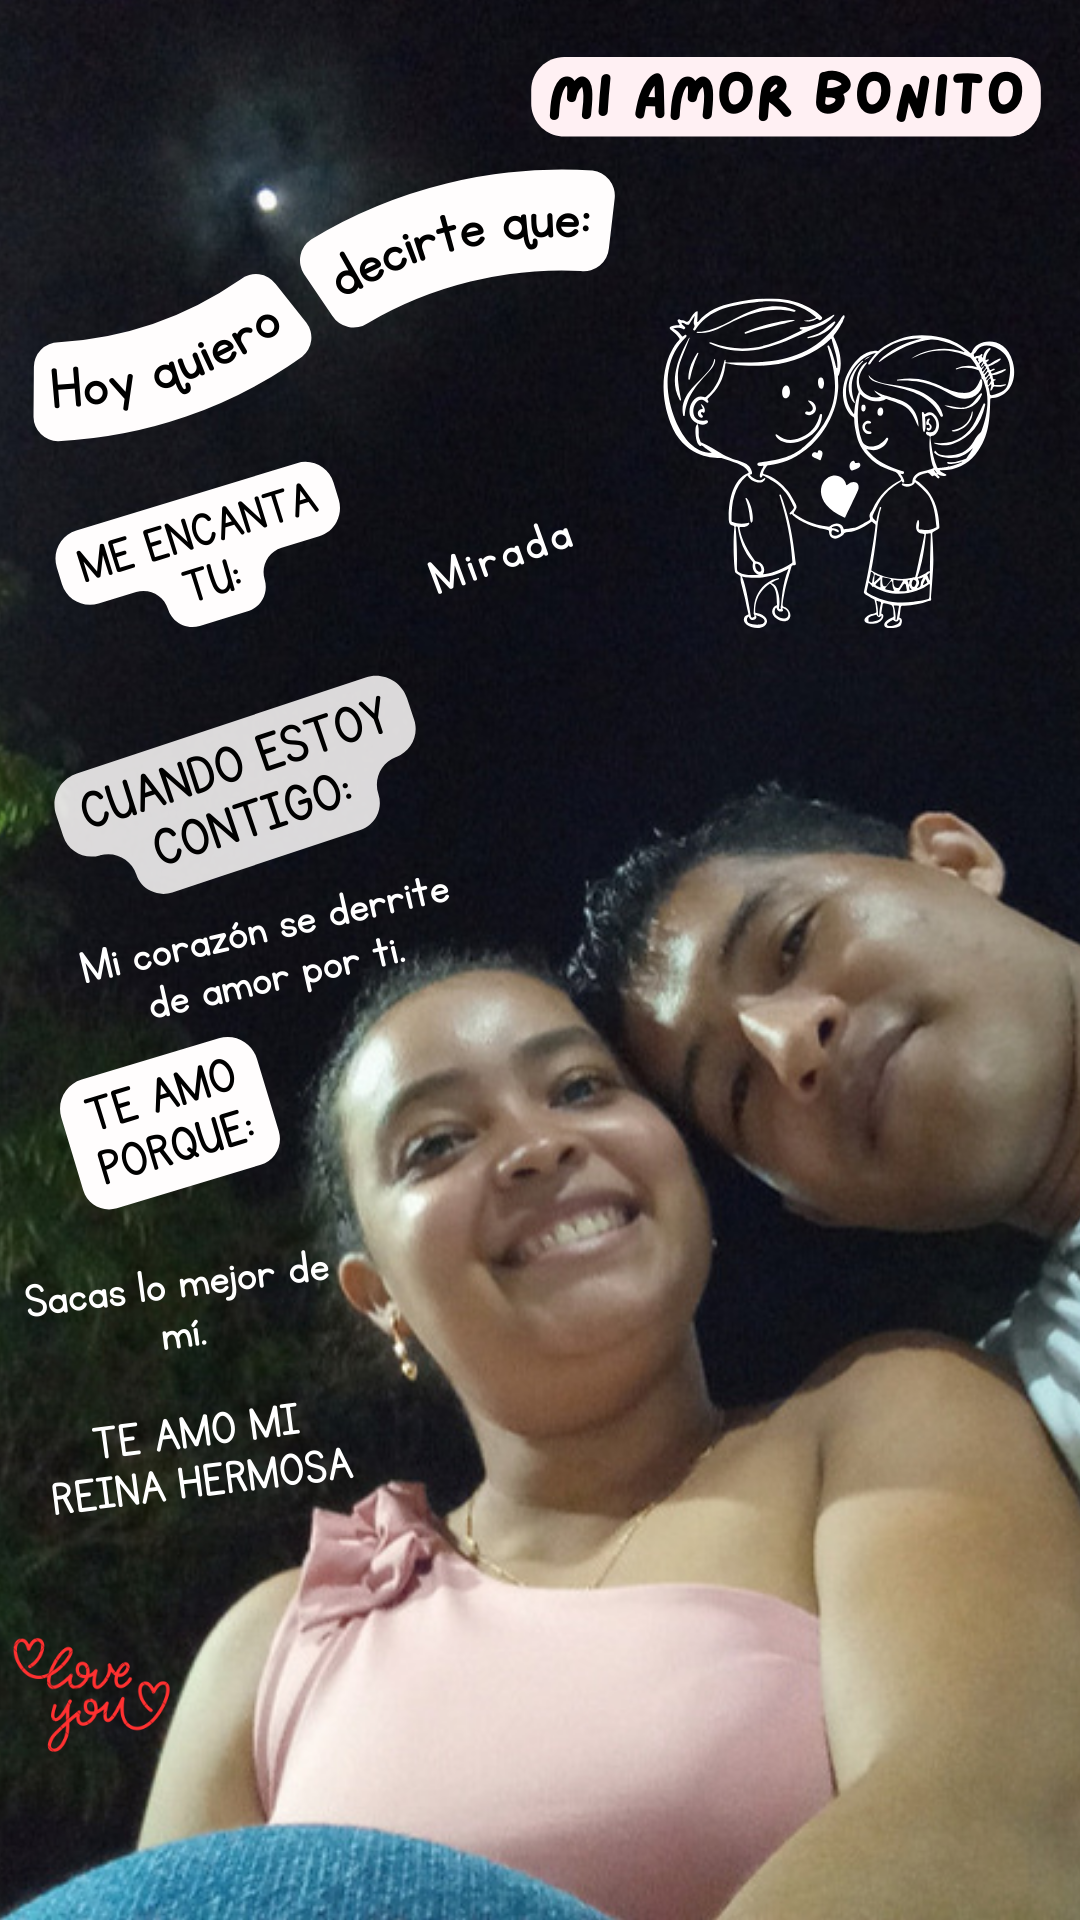 MI AMOR BONITO
Hoy quiero
decirte que:
ME ENCANTA
TU:
Mirada
CUANDO ESTOY
CONTIGO:
Mi corazón se derrite
de amor por ti.
TE AMO
PORQUE:
Sacas lo mejor de
mí.
TE AMO MI
REINA HERMOSA
love
you